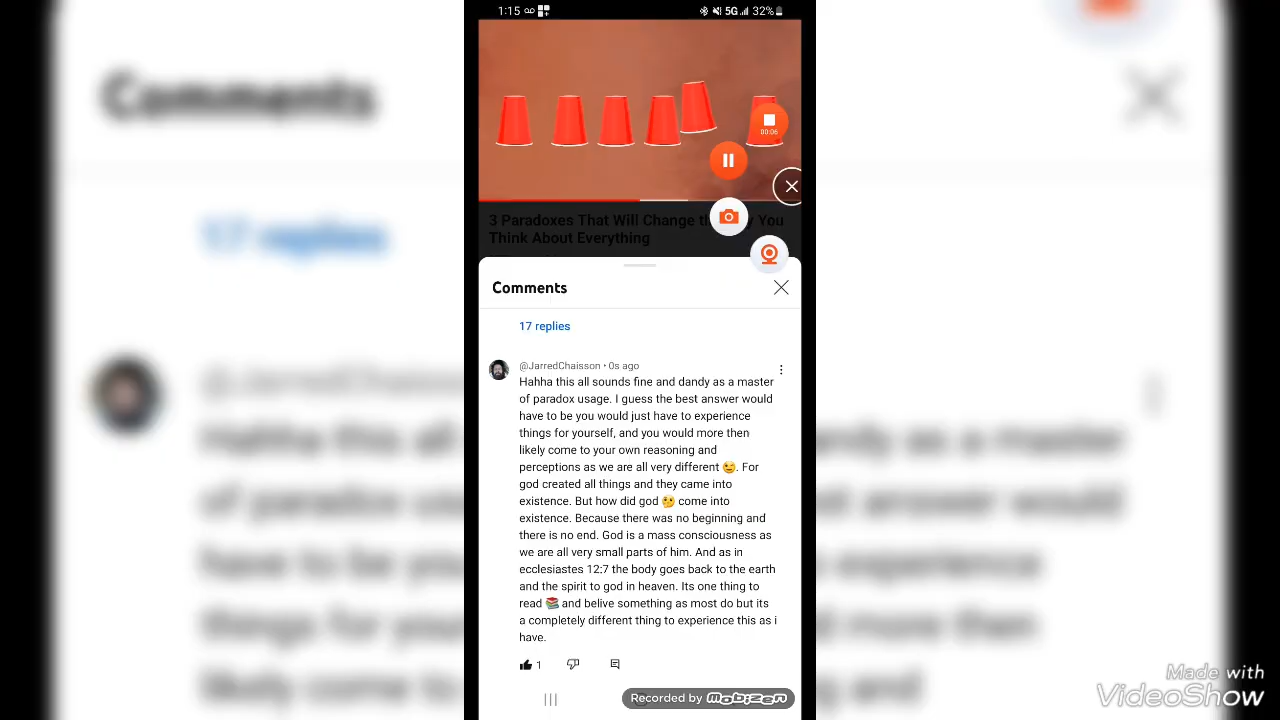 1:15
5G 32%
00:06
3 Paradoxes That Will Change th y You
Think About Everything
Comments
17 replies
@JarredChaisson • 0s ago
Hahha this all sounds fine and dandy as a master
of paradox usage. I guess the best answer would
have to be you would just have to experience
things for yourself, and you would more then
likely come to your own reasoning and
perceptions as we are all very different 😉. For
god created all things and they came into
existence. But how did god 🤔 come into
existence. Because there was no beginning and
there is no end. God is a mass consciousness as
we are all very small parts of him. And as in
ecclesiastes 12:7 the body goes back to the earth
and the spirit to god in heaven. Its one thing to
read 📚 and belive something as most do but its
a completely different thing to experience this as i
have.
1
Recorded by mobizen
Made with
VideoShow
Comments
17 replies